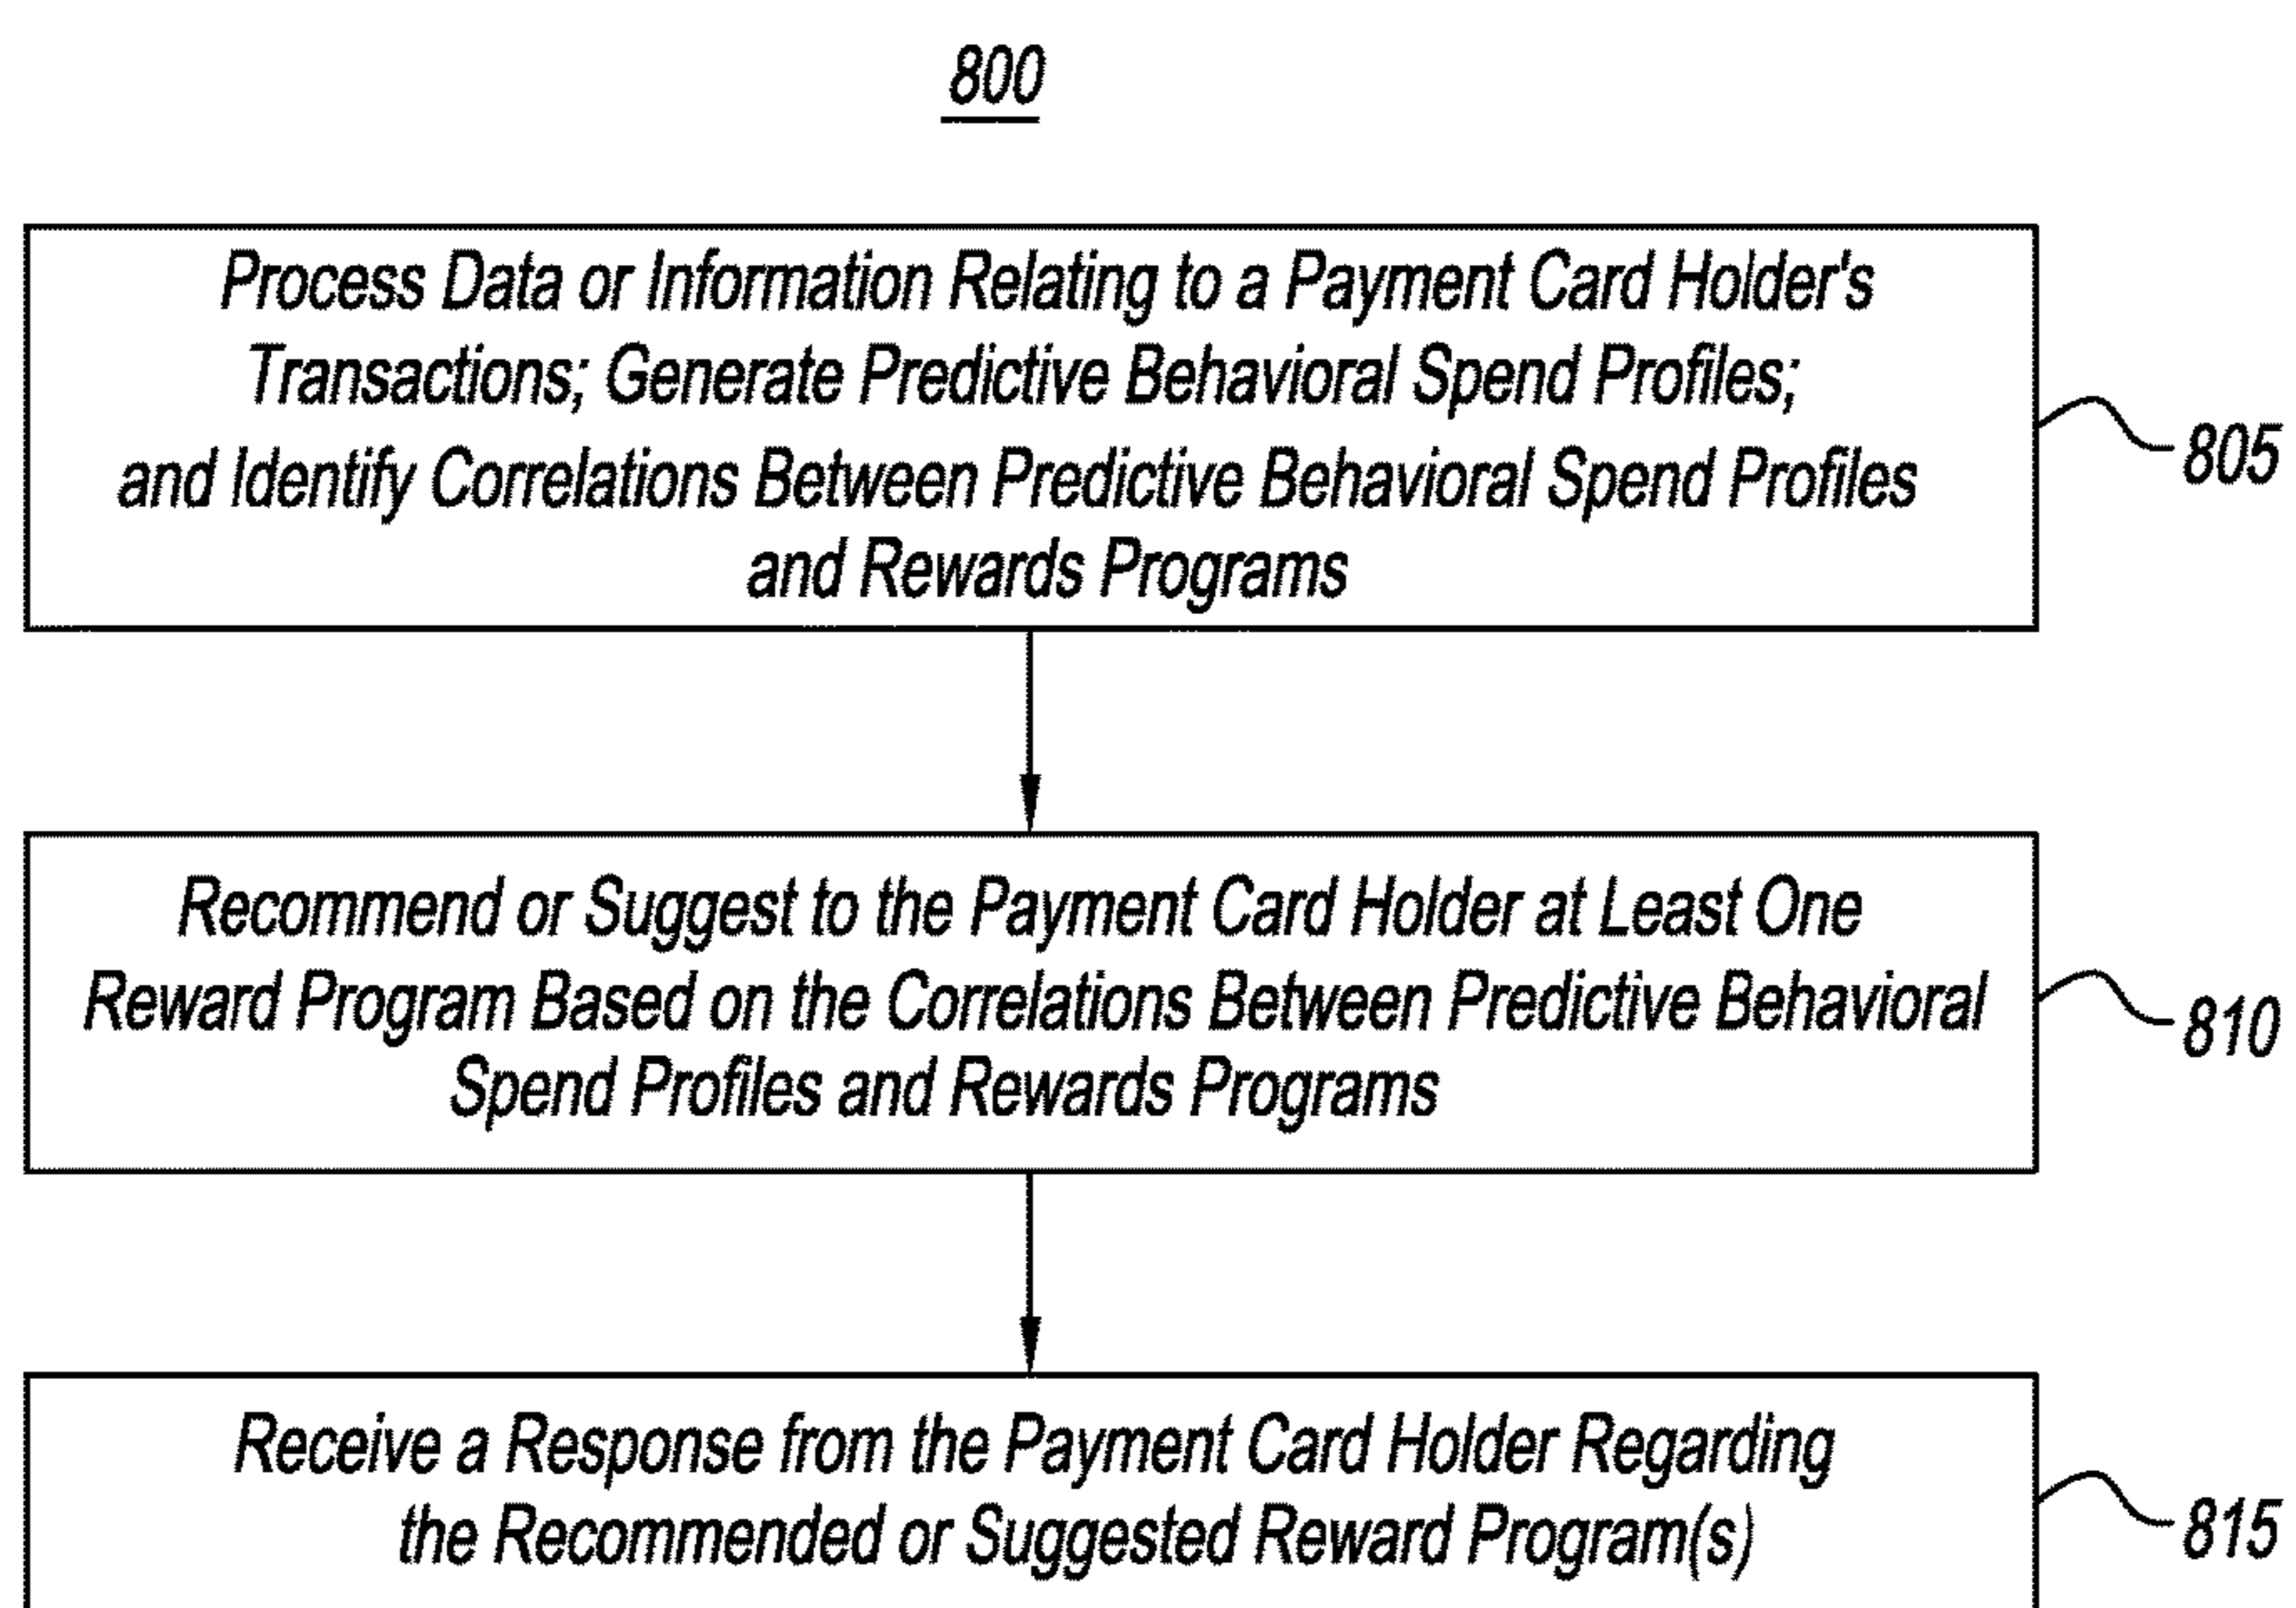 800
Process Data or Information Relating to a Payment Card Holder's
Transactions; Generate Predictive Behavioral Spend Profiles;
and Identify Correlations Between Predictive Behavioral Spend Profiles
and Rewards Programs
805
Recommend or Suggest to the Payment Card Holder at Least One
Reward Program Based on the Correlations Between Predictive Behavioral
Spend Profiles and Rewards Programs
810
Receive a Response from the Payment Card Holder Regarding
the Recommended or Suggested Reward Program(s)
815